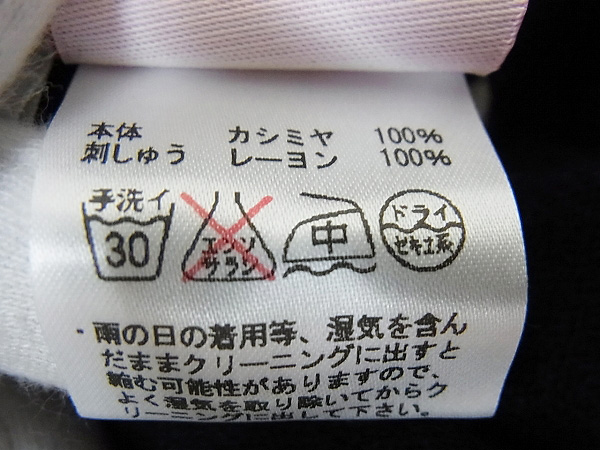 本体 カシミヤ 100%
刺しゅう レーヨン 100%
手洗イ
30
エンソ
サラシ
中
ドライ
セキユ系
・雨の日の着用等、湿気を含ん
だままクリーニングに出すと
縮む可能性がありますので、
よく湿気を取り除いてからク
リーニングに出して下さい。